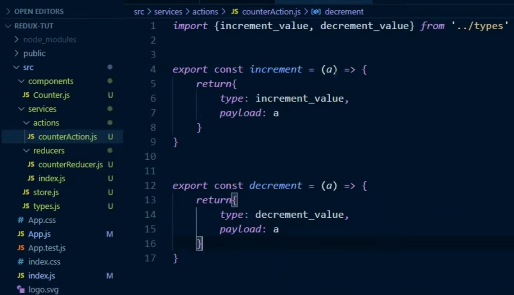 OPEN EDITORS
REDUX-TUT
node_modules
public
src
components
JS Counter.js U
services
actions
JS counterAction.js U
reducers
JS counterReducer.js U
JS index.js U
JS store.js U
JS types.js U
# App.css
JS App.js M
JS App.test.js
# index.css
JS index.js M
logo.svg
src > services > actions > JS counterAction.js > decrement
1 import {increment_value, decrement_value} from '../types'
2
3
4 export const increment = (a) => {
5 return{
6 type: increment_value,
7 payload: a
8 }
9 }
10
11
12 export const decrement = (a) => {
13 return{
14 type: decrement_value,
15 payload: a
16 }
17 }